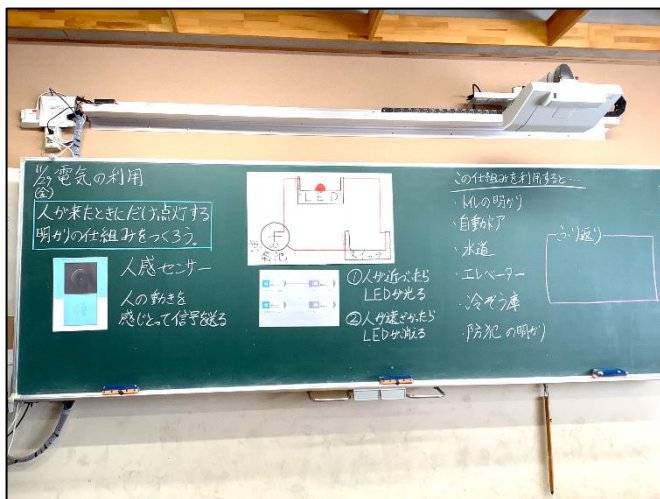 11/27
(金)
電気の利用
人が来たときにだけ点灯する
明かりの仕組みをつくろう。
人感センサー
人の動きを
感じとって信号を送る
LED
電池
スイッチ
①人が近づいたら
LEDが光る
②人が遠ざかったら
LEDが消える
この仕組みを利用すると…
・トイレの明かり
・自動ドア
・水道
・エレベーター
・冷ぞう庫
・防犯の明かり
ふり返り